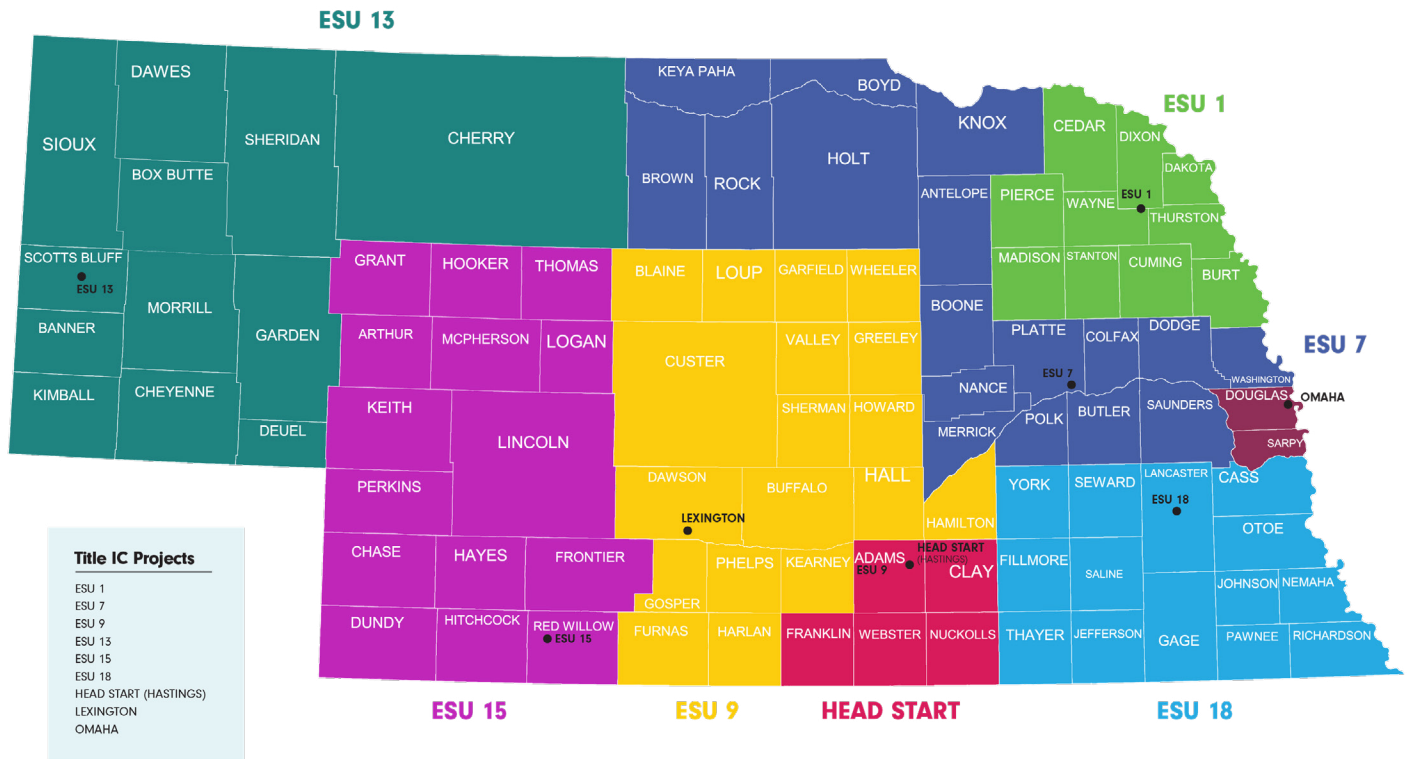 ESU 13
ESU 1
ESU 7
DAWES
SIOUX
SHERIDAN
CHERRY
BOX BUTTE
KEYA PAHA
BOYD
KNOX
BROWN
ROCK
HOLT
ANTELOPE
CEDAR
DIXON
DAKOTA
ESU 1
PIERCE
WAYNE
THURSTON
MADISON
STANTON
CUMING
BURT
SCOTTS BLUFF
ESU 13
BANNER
MORRILL
GARDEN
KIMBALL
CHEYENNE
DEUEL
GRANT
HOOKER
THOMAS
ARTHUR
MCPHERSON
LOGAN
KEITH
LINCOLN
PERKINS
CHASE
HAYES
FRONTIER
DUNDY
HITCHCOCK
RED WILLOW
ESU 15
BLAINE
LOUP
GARFIELD
WHEELER
CUSTER
VALLEY
GREELEY
SHERMAN
HOWARD
DAWSON
LEXINGTON
BUFFALO
HALL
HAMILTON
GOSPER
PHELPS
KEARNEY
FURNAS
HARLAN
BOONE
PLATTE
COLFAX
DODGE
ESU 7
WASHINGTON
NANCE
MERRICK
POLK
BUTLER
SAUNDERS
DOUGLAS
OMAHA
SARPY
ADAMS
ESU 9
HEAD START
(HASTINGS)
CLAY
FRANKLIN
WEBSTER
NUCKOLLS
YORK
SEWARD
LANCASTER
ESU 18
CASS
OTOE
FILLMORE
SALINE
JOHNSON
NEMAHA
THAYER
JEFFERSON
GAGE
PAWNEE
RICHARDSON
ESU 15
ESU 9
HEAD START
ESU 18
Title IC Projects
ESU 1
ESU 7
ESU 9
ESU 13
ESU 15
ESU 18
HEAD START (HASTINGS)
LEXINGTON
OMAHA